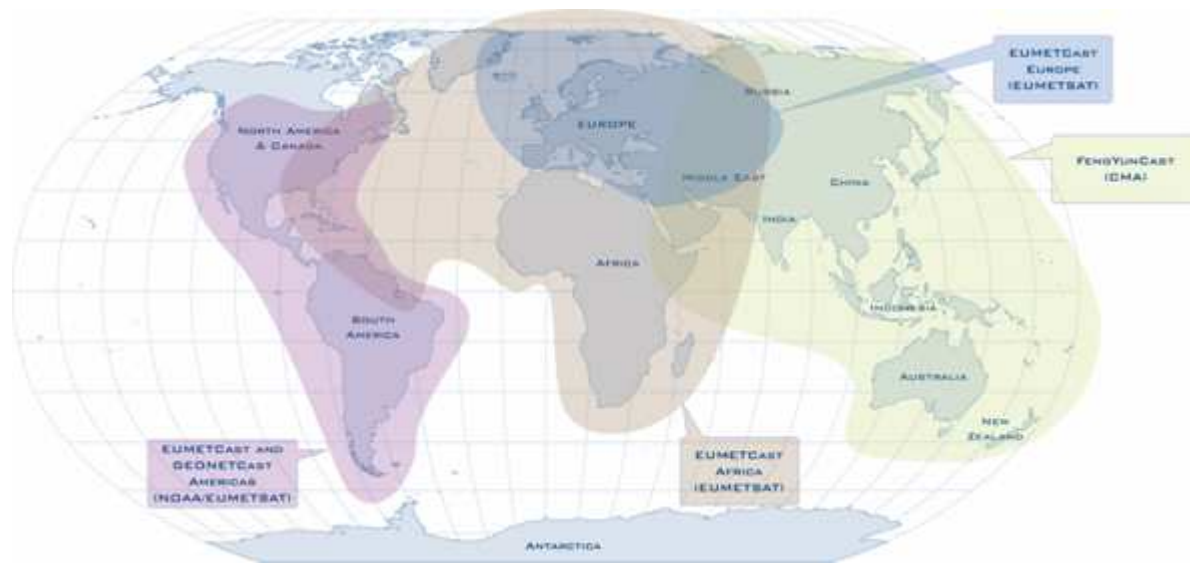 EUMETCast
Europe
(EUMETSAT)
Russia
North America
& Canada
Europe
FengYunCast
(CMA)
Middle East
China
India
Africa
Indonesia
South
America
Australia
New
Zealand
EUMETCast and
GEONETCast
Americas
(NOAA/EUMETSAT)
EUMETCast
Africa
(EUMETSAT)
Antarctica